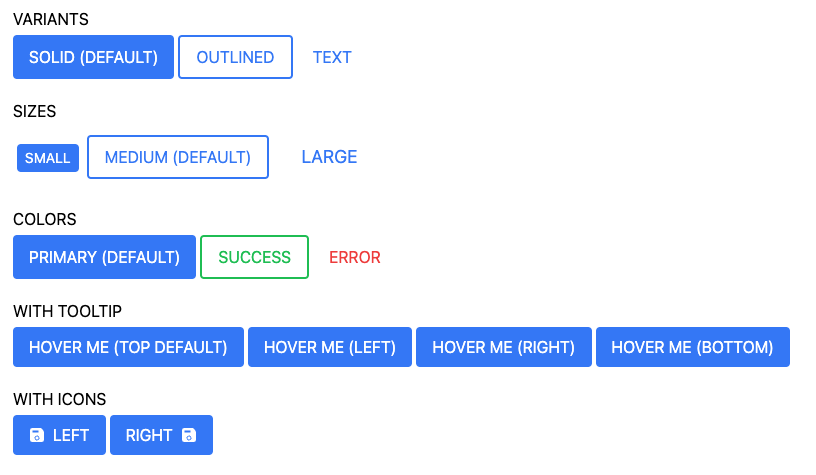 VARIANTS
SOLID (DEFAULT) OUTLINED TEXT
SIZES
SMALL MEDIUM (DEFAULT) LARGE
COLORS
PRIMARY (DEFAULT) SUCCESS ERROR
WITH TOOLTIP
HOVER ME (TOP DEFAULT) HOVER ME (LEFT) HOVER ME (RIGHT) HOVER ME (BOTTOM)
WITH ICONS
LEFT RIGHT